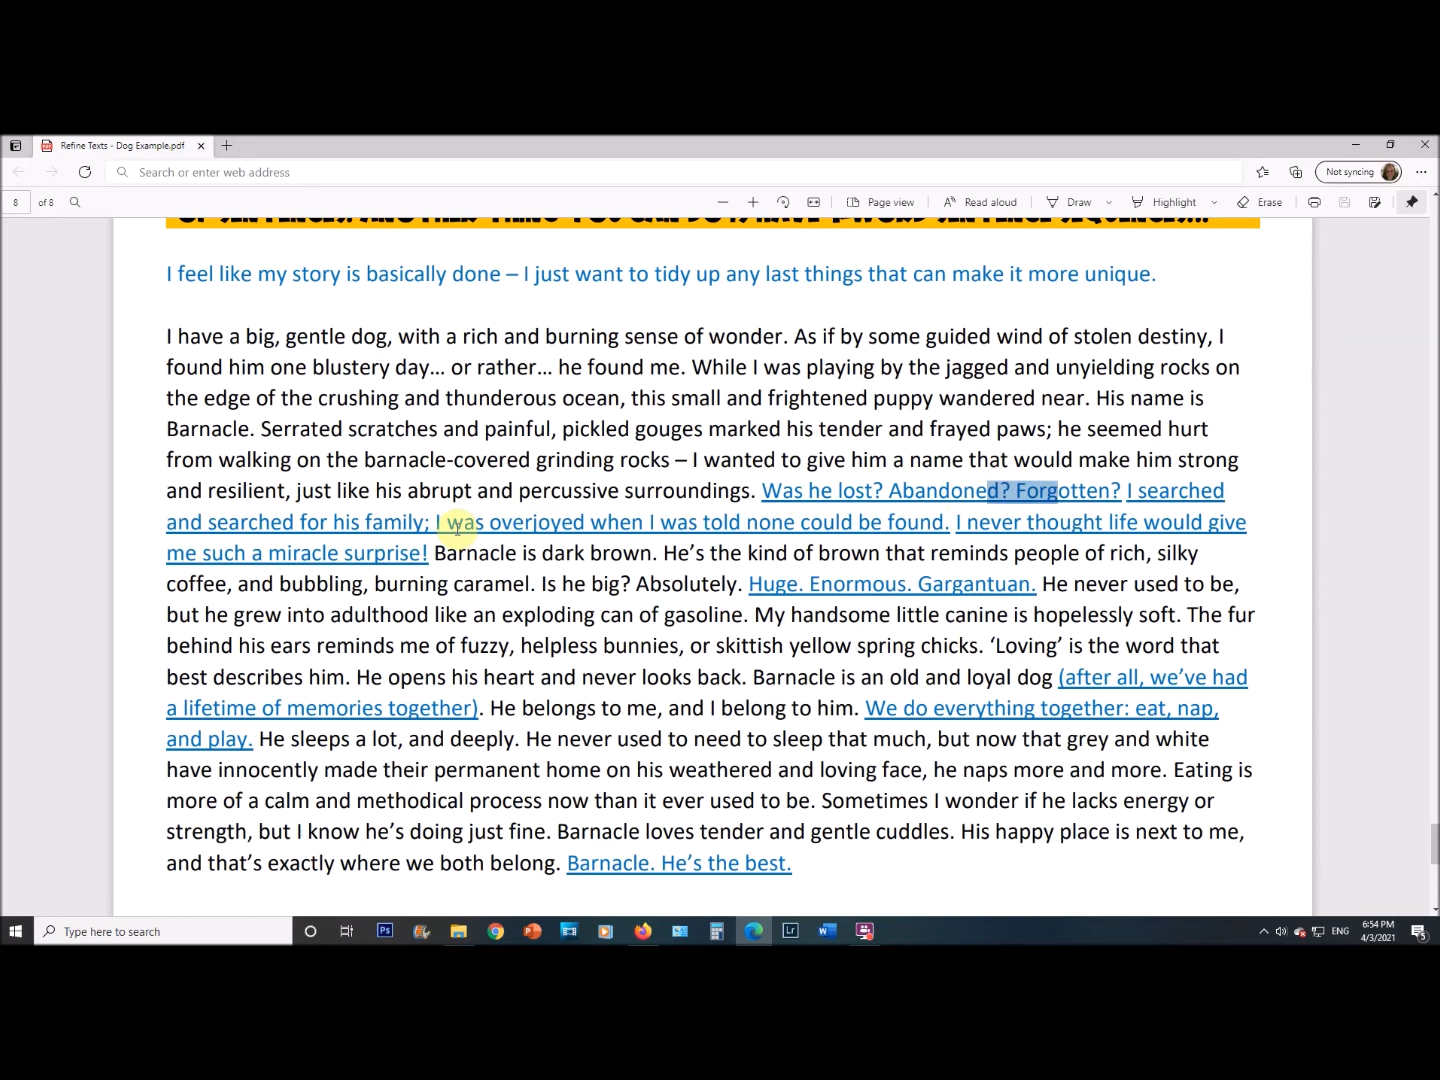 Refine Texts - Dog Example.pdf
Search or enter web address
Not syncing
8 of 8
Page view
Read aloud
Draw
Highlight
Erase
OF SENTENCES. ANOTHER THING YOU CAN DO IS HAVE 1-WORD SENTENCE SEQUENCES...
I feel like my story is basically done – I just want to tidy up any last things that can make it more unique.
I have a big, gentle dog, with a rich and burning sense of wonder. As if by some guided wind of stolen destiny, I
found him one blustery day… or rather… he found me. While I was playing by the jagged and unyielding rocks on
the edge of the crushing and thunderous ocean, this small and frightened puppy wandered near. His name is
Barnacle. Serrated scratches and painful, pickled gouges marked his tender and frayed paws; he seemed hurt
from walking on the barnacle-covered grinding rocks – I wanted to give him a name that would make him strong
and resilient, just like his abrupt and percussive surroundings. Was he lost? Abandoned? Forgotten? I searched
and searched for his family; I was overjoyed when I was told none could be found. I never thought life would give
me such a miracle surprise! Barnacle is dark brown. He’s the kind of brown that reminds people of rich, silky
coffee, and bubbling, burning caramel. Is he big? Absolutely. Huge. Enormous. Gargantuan. He never used to be,
but he grew into adulthood like an exploding can of gasoline. My handsome little canine is hopelessly soft. The fur
behind his ears reminds me of fuzzy, helpless bunnies, or skittish yellow spring chicks. ‘Loving’ is the word that
best describes him. He opens his heart and never looks back. Barnacle is an old and loyal dog (after all, we’ve had
a lifetime of memories together). He belongs to me, and I belong to him. We do everything together: eat, nap,
and play. He sleeps a lot, and deeply. He never used to need to sleep that much, but now that grey and white
have innocently made their permanent home on his weathered and loving face, he naps more and more. Eating is
more of a calm and methodical process now than it ever used to be. Sometimes I wonder if he lacks energy or
strength, but I know he’s doing just fine. Barnacle loves tender and gentle cuddles. His happy place is next to me,
and that’s exactly where we both belong. Barnacle. He’s the best.
Type here to search
Ps
Lr
ENG
6:54 PM
4/3/2021
5